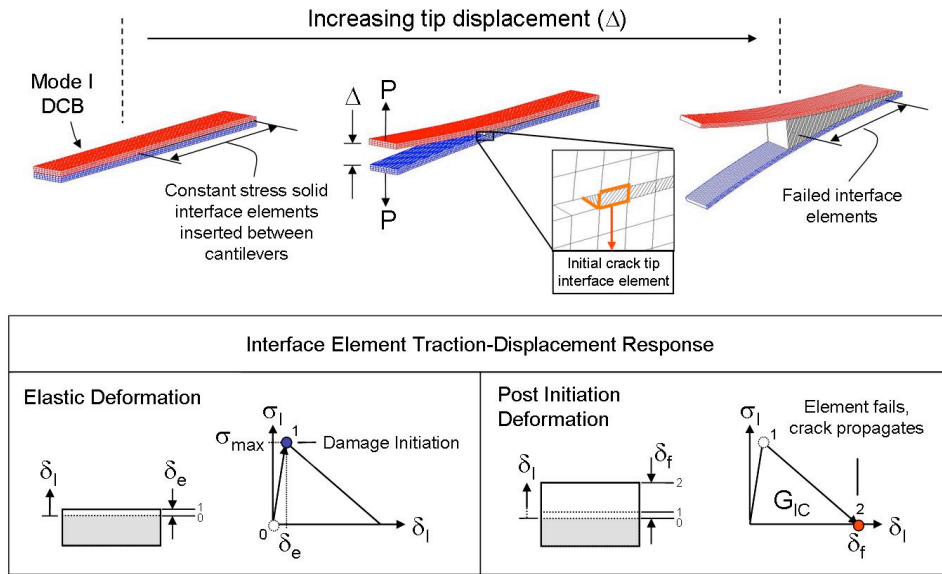 Increasing tip displacement (Δ)
Mode I
DCB
Constant stress solid
interface elements
inserted between
cantilevers
Δ
P
P
Initial crack tip
interface element
Failed interface
elements
Interface Element Traction-Displacement Response
Elastic Deformation
δI
δe
1
0
σI
σmax
1
Damage Initiation
0
δe
δI
Post Initiation
Deformation
δI
δf
2
1
0
σI
1
Element fails,
crack propagates
GIC
2
δI
δf